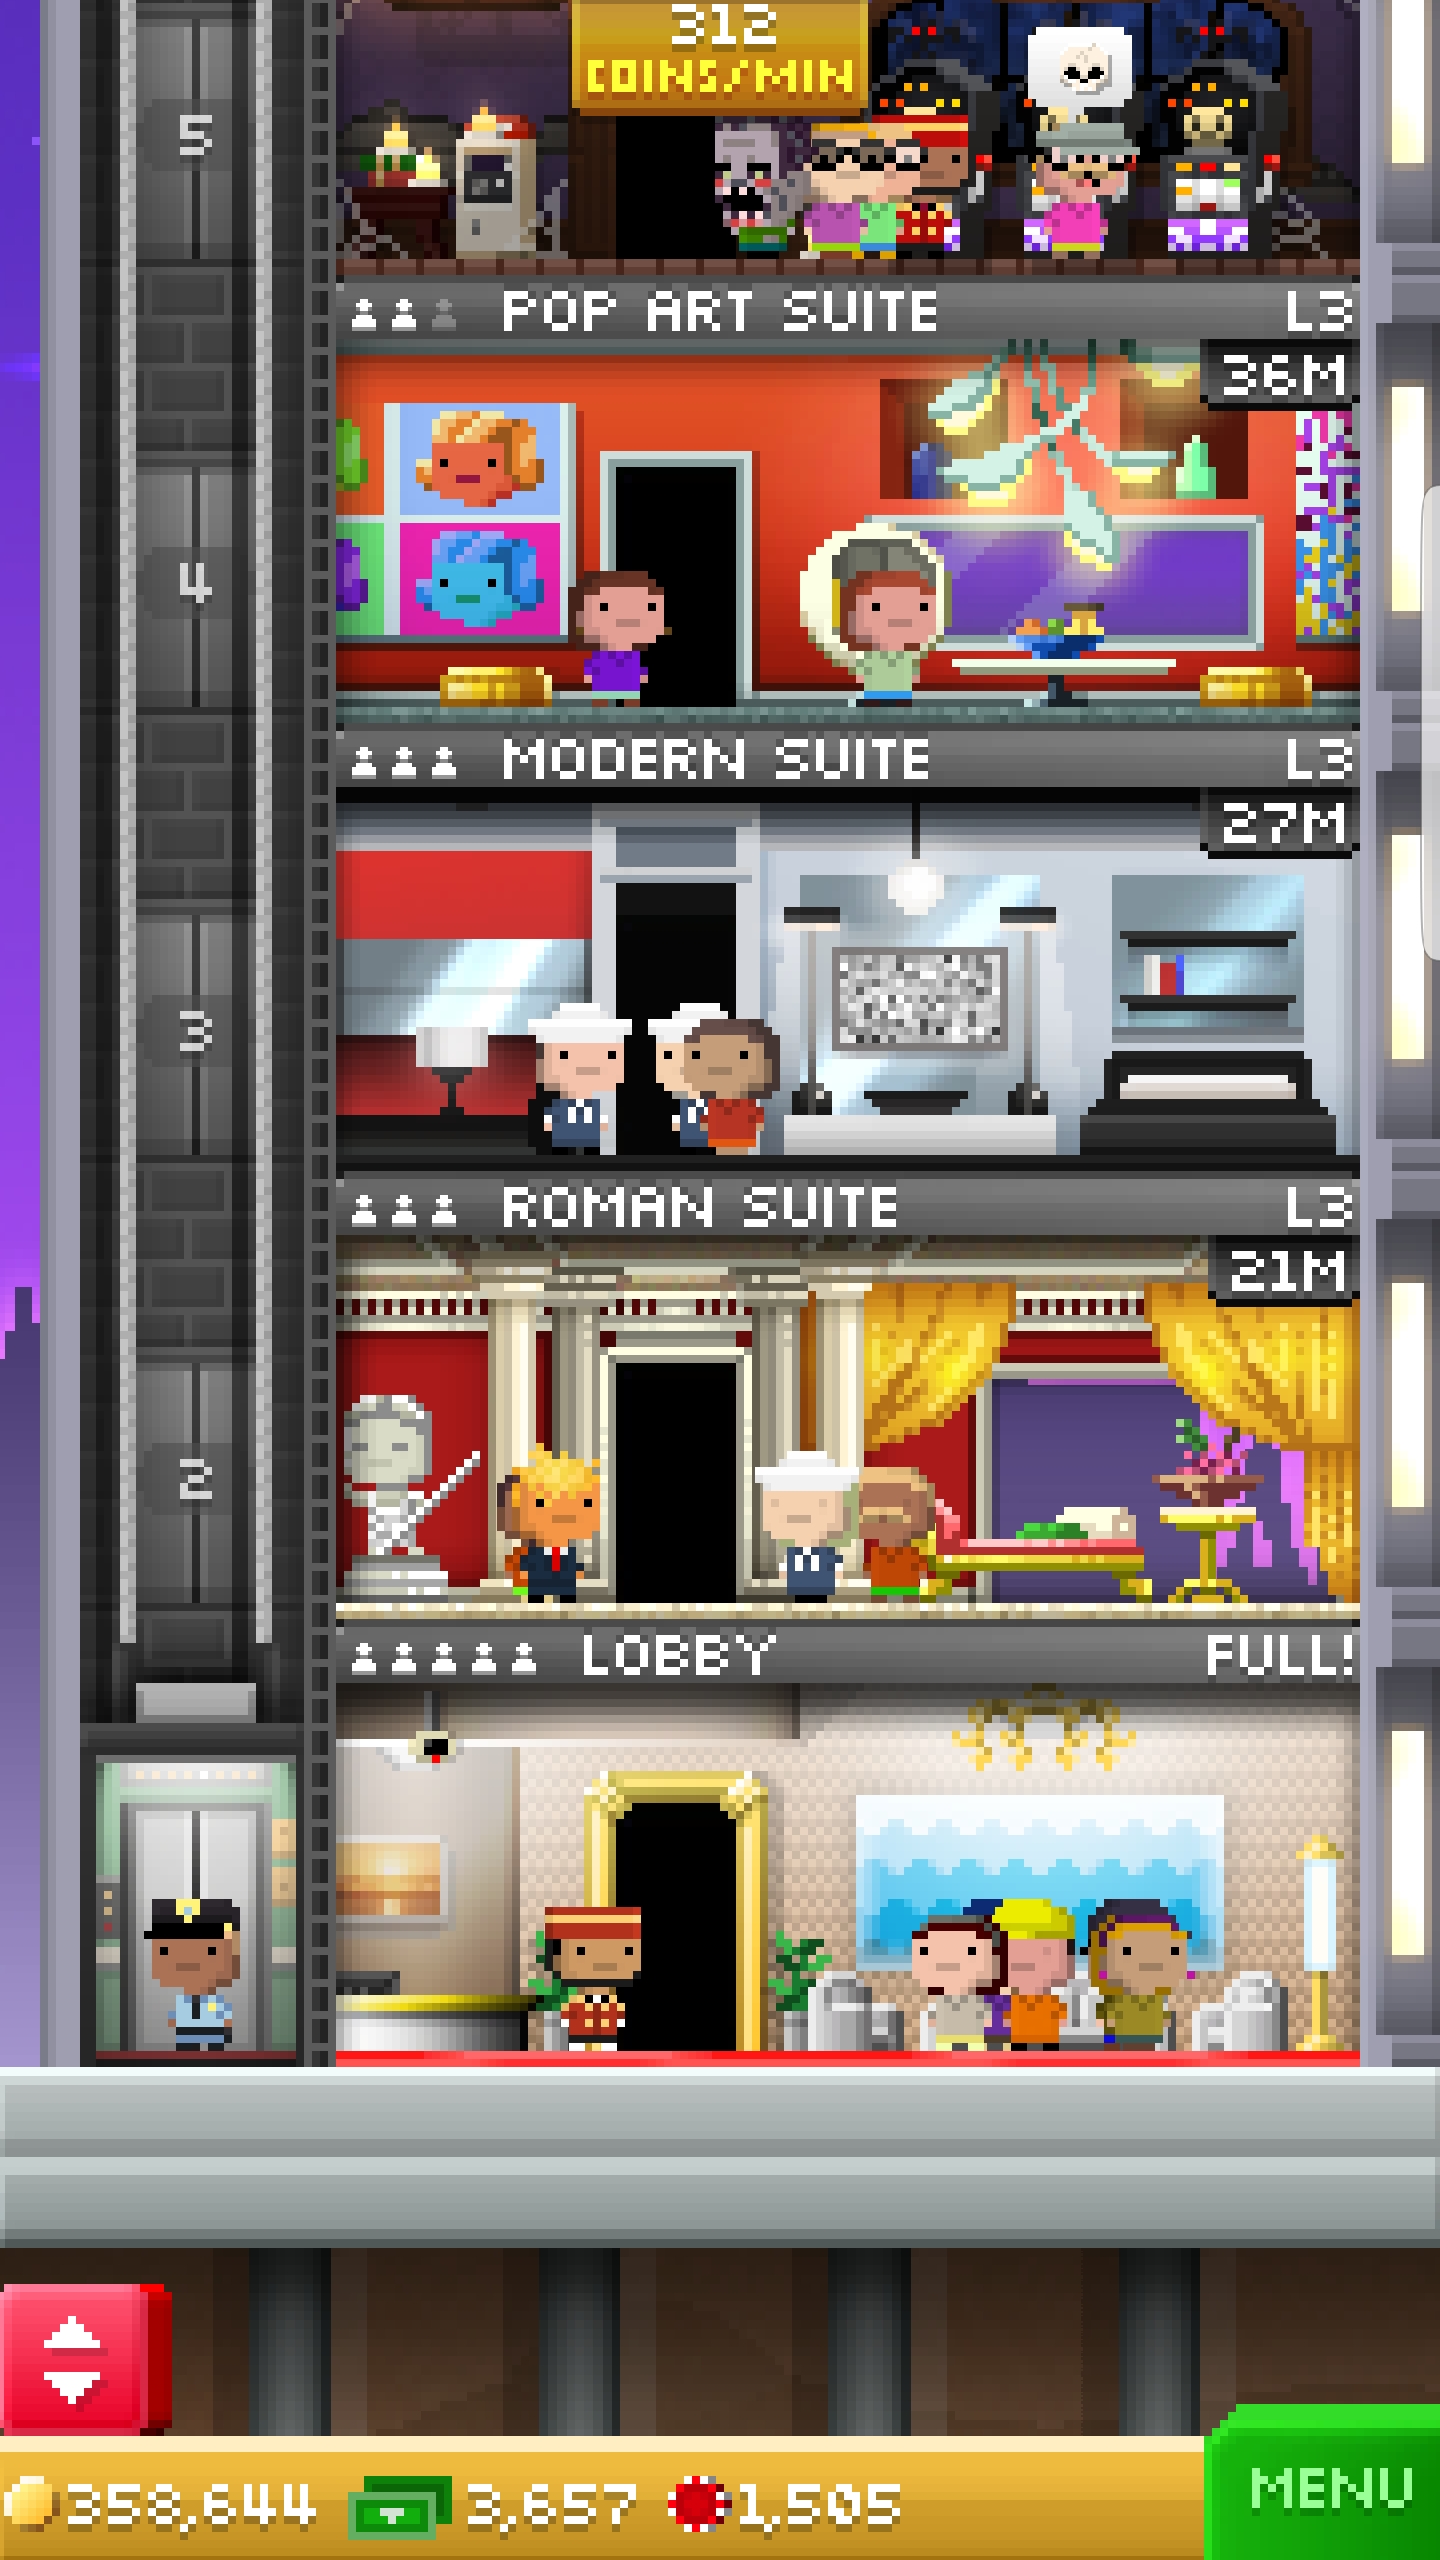 312
COINS/MIN
5
POP ART SUITE L3
36M
4
MODERN SUITE L3
27M
3
ROMAN SUITE L3
21M
2
LOBBY FULL!
358,644 3,657 1,505
MENU